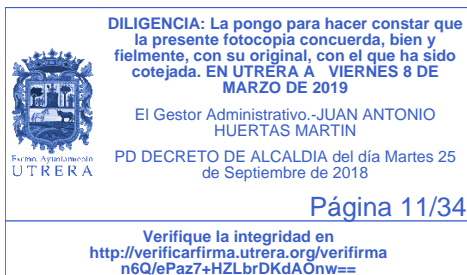 DILIGENCIA: La pongo para hacer constar que
la presente fotocopia concuerda, bien y
fielmente, con su original, con el que ha sido
cotejada. EN UTRERA A VIERNES 8 DE
MARZO DE 2019
El Gestor Administrativo.-JUAN ANTONIO
HUERTAS MARTIN
PD DECRETO DE ALCALDIA del día Martes 25
de Septiembre de 2018
Excmo. Ayuntamiento
UTRERA
Página 11/34
Verifique la integridad en
http://verificarfirma.utrera.org/verifirma
n6Q/ePaz7+HZLbrDKdAOnw==